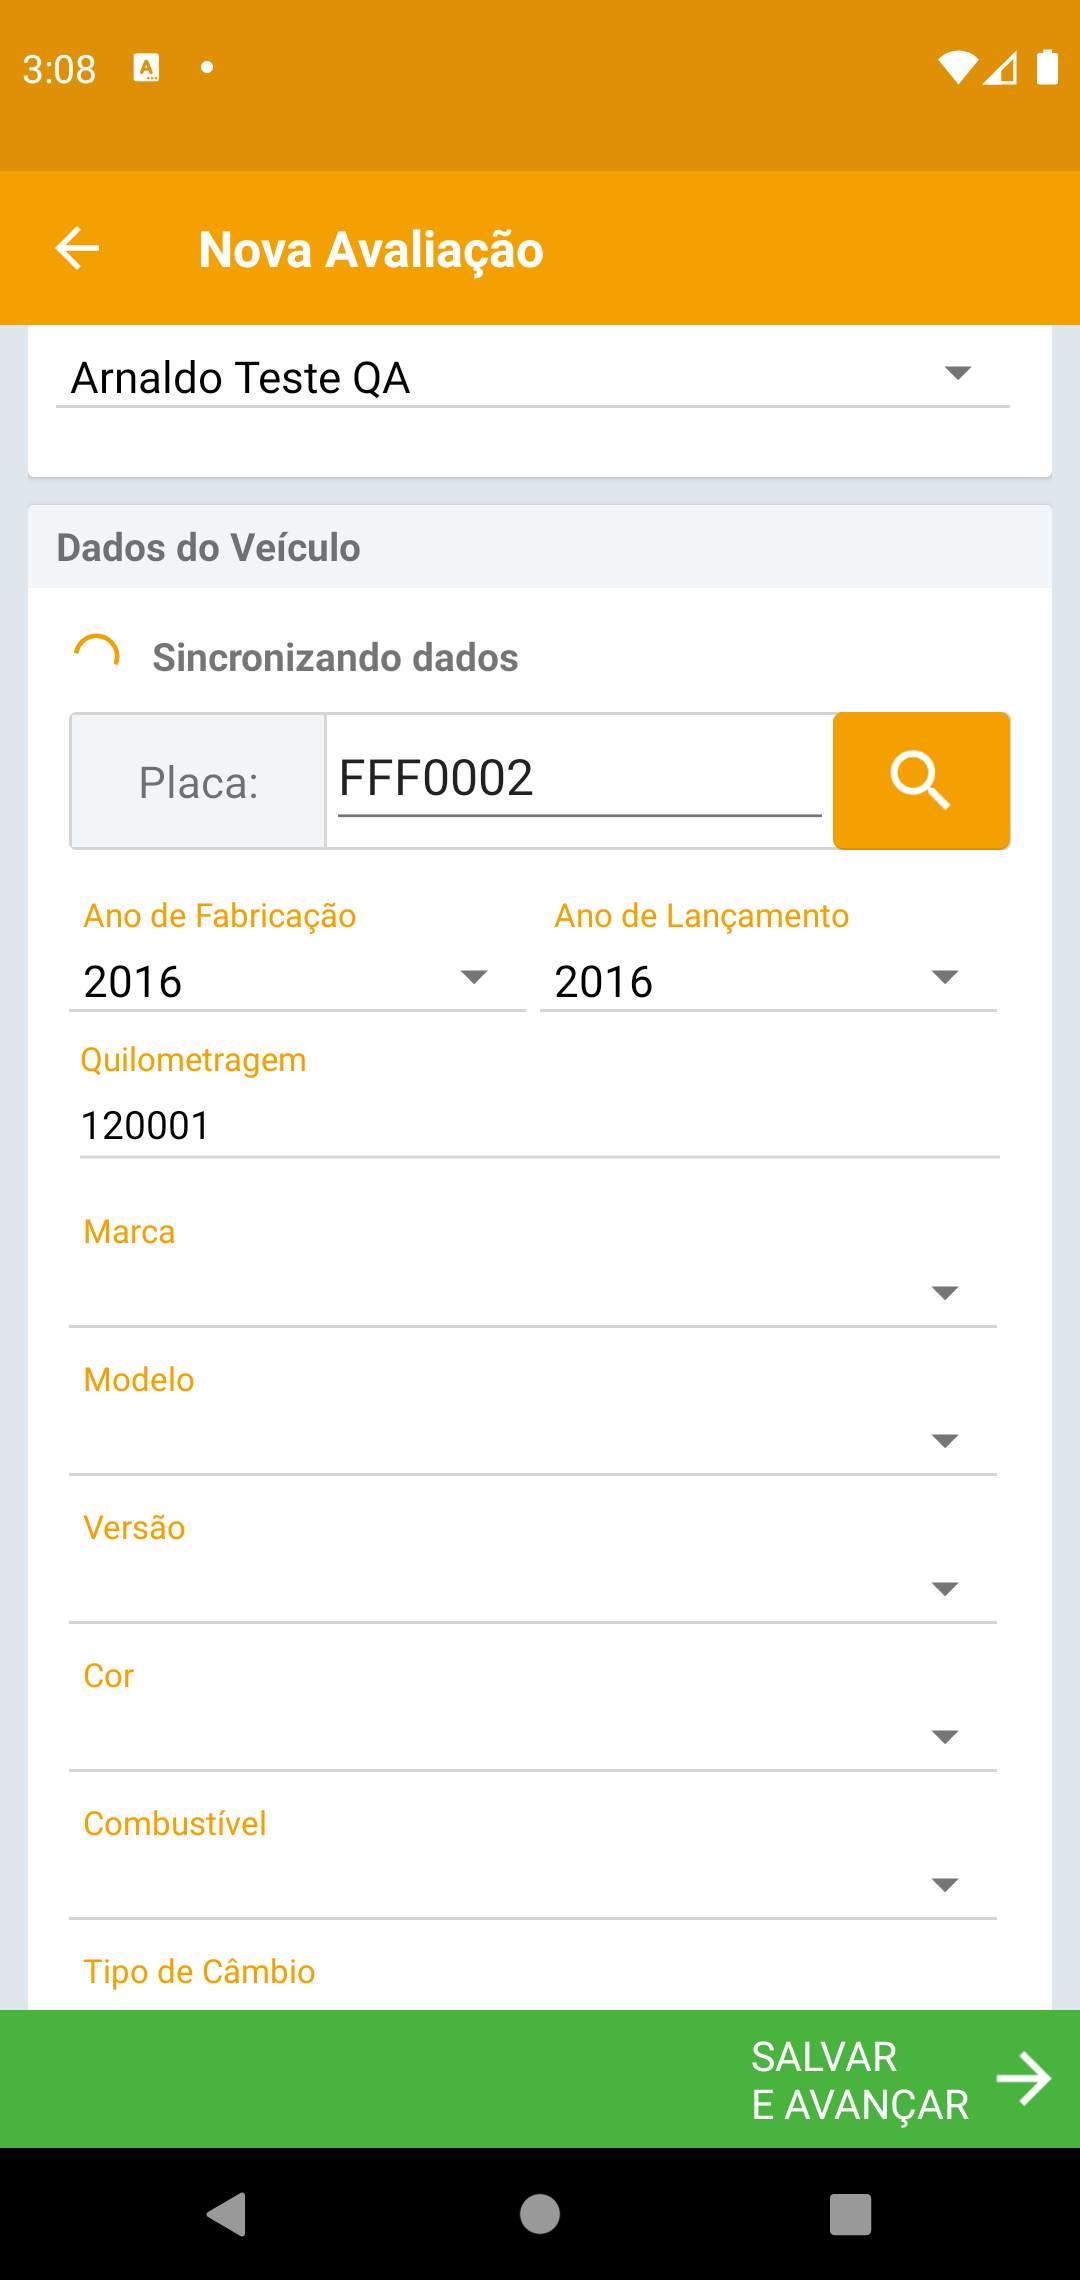 3:08
Nova Avaliação
Arnaldo Teste QA
Dados do Veículo
Sincronizando dados
Placa: FFF0002
Ano de Fabricação Ano de Lançamento
2016 2016
Quilometragem
120001
Marca
Modelo
Versão
Cor
Combustível
Tipo de Câmbio
SALVAR
E AVANÇAR